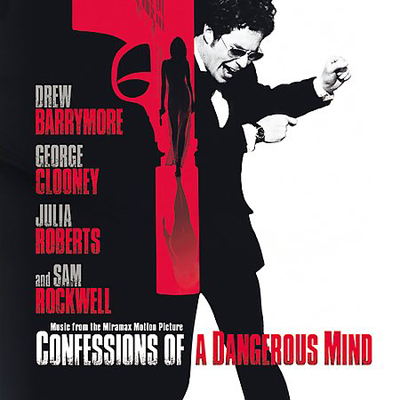 DREW
BARRYMORE
GEORGE
CLOONEY
JULIA
ROBERTS
and SAM
ROCKWELL
Music from the Miramax Motion Picture
CONFESSIONS OF A DANGEROUS MIND